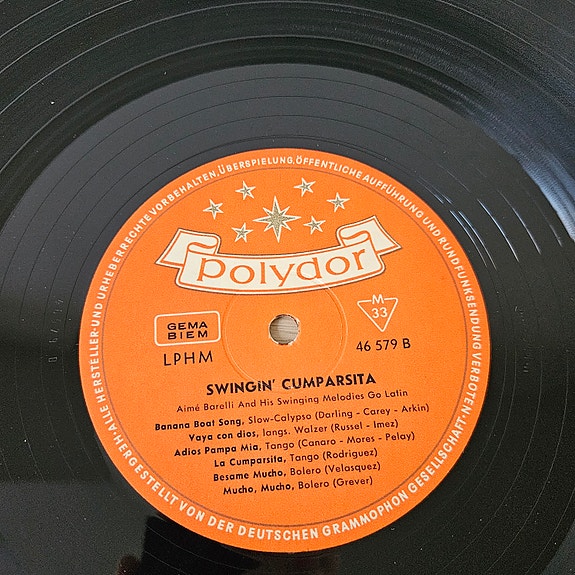 ·ALLE HERSTELLER-UND URHEBERRECHTE VORBEHALTEN, ÜBERSPIELUNG, ÖFFENTLICHE AUFFÜHRUNG UND RUNDFUNKSENDUNG VERBOTEN·
polydor
GEMA
BIEM
M
33
LPHM
46 579 B
SWINGIN' CUMPARSITA
Aimé Barelli And His Swinging Melodies Go Latin
Banana Boat Song, Slow-Calypso (Darling - Carey - Arkin)
Vaya con dios, langs. Walzer (Russel - Imez)
Adios Pampa Mia, Tango (Canaro - Mores - Pelay)
La Cumparsita, Tango (Rodriguez)
Besame Mucho, Bolero (Velasquez)
Mucho, Mucho, Bolero (Grever)
HERGESTELLT VON DER DEUTSCHEN GRAMMOPHON GESELLSCHAFT